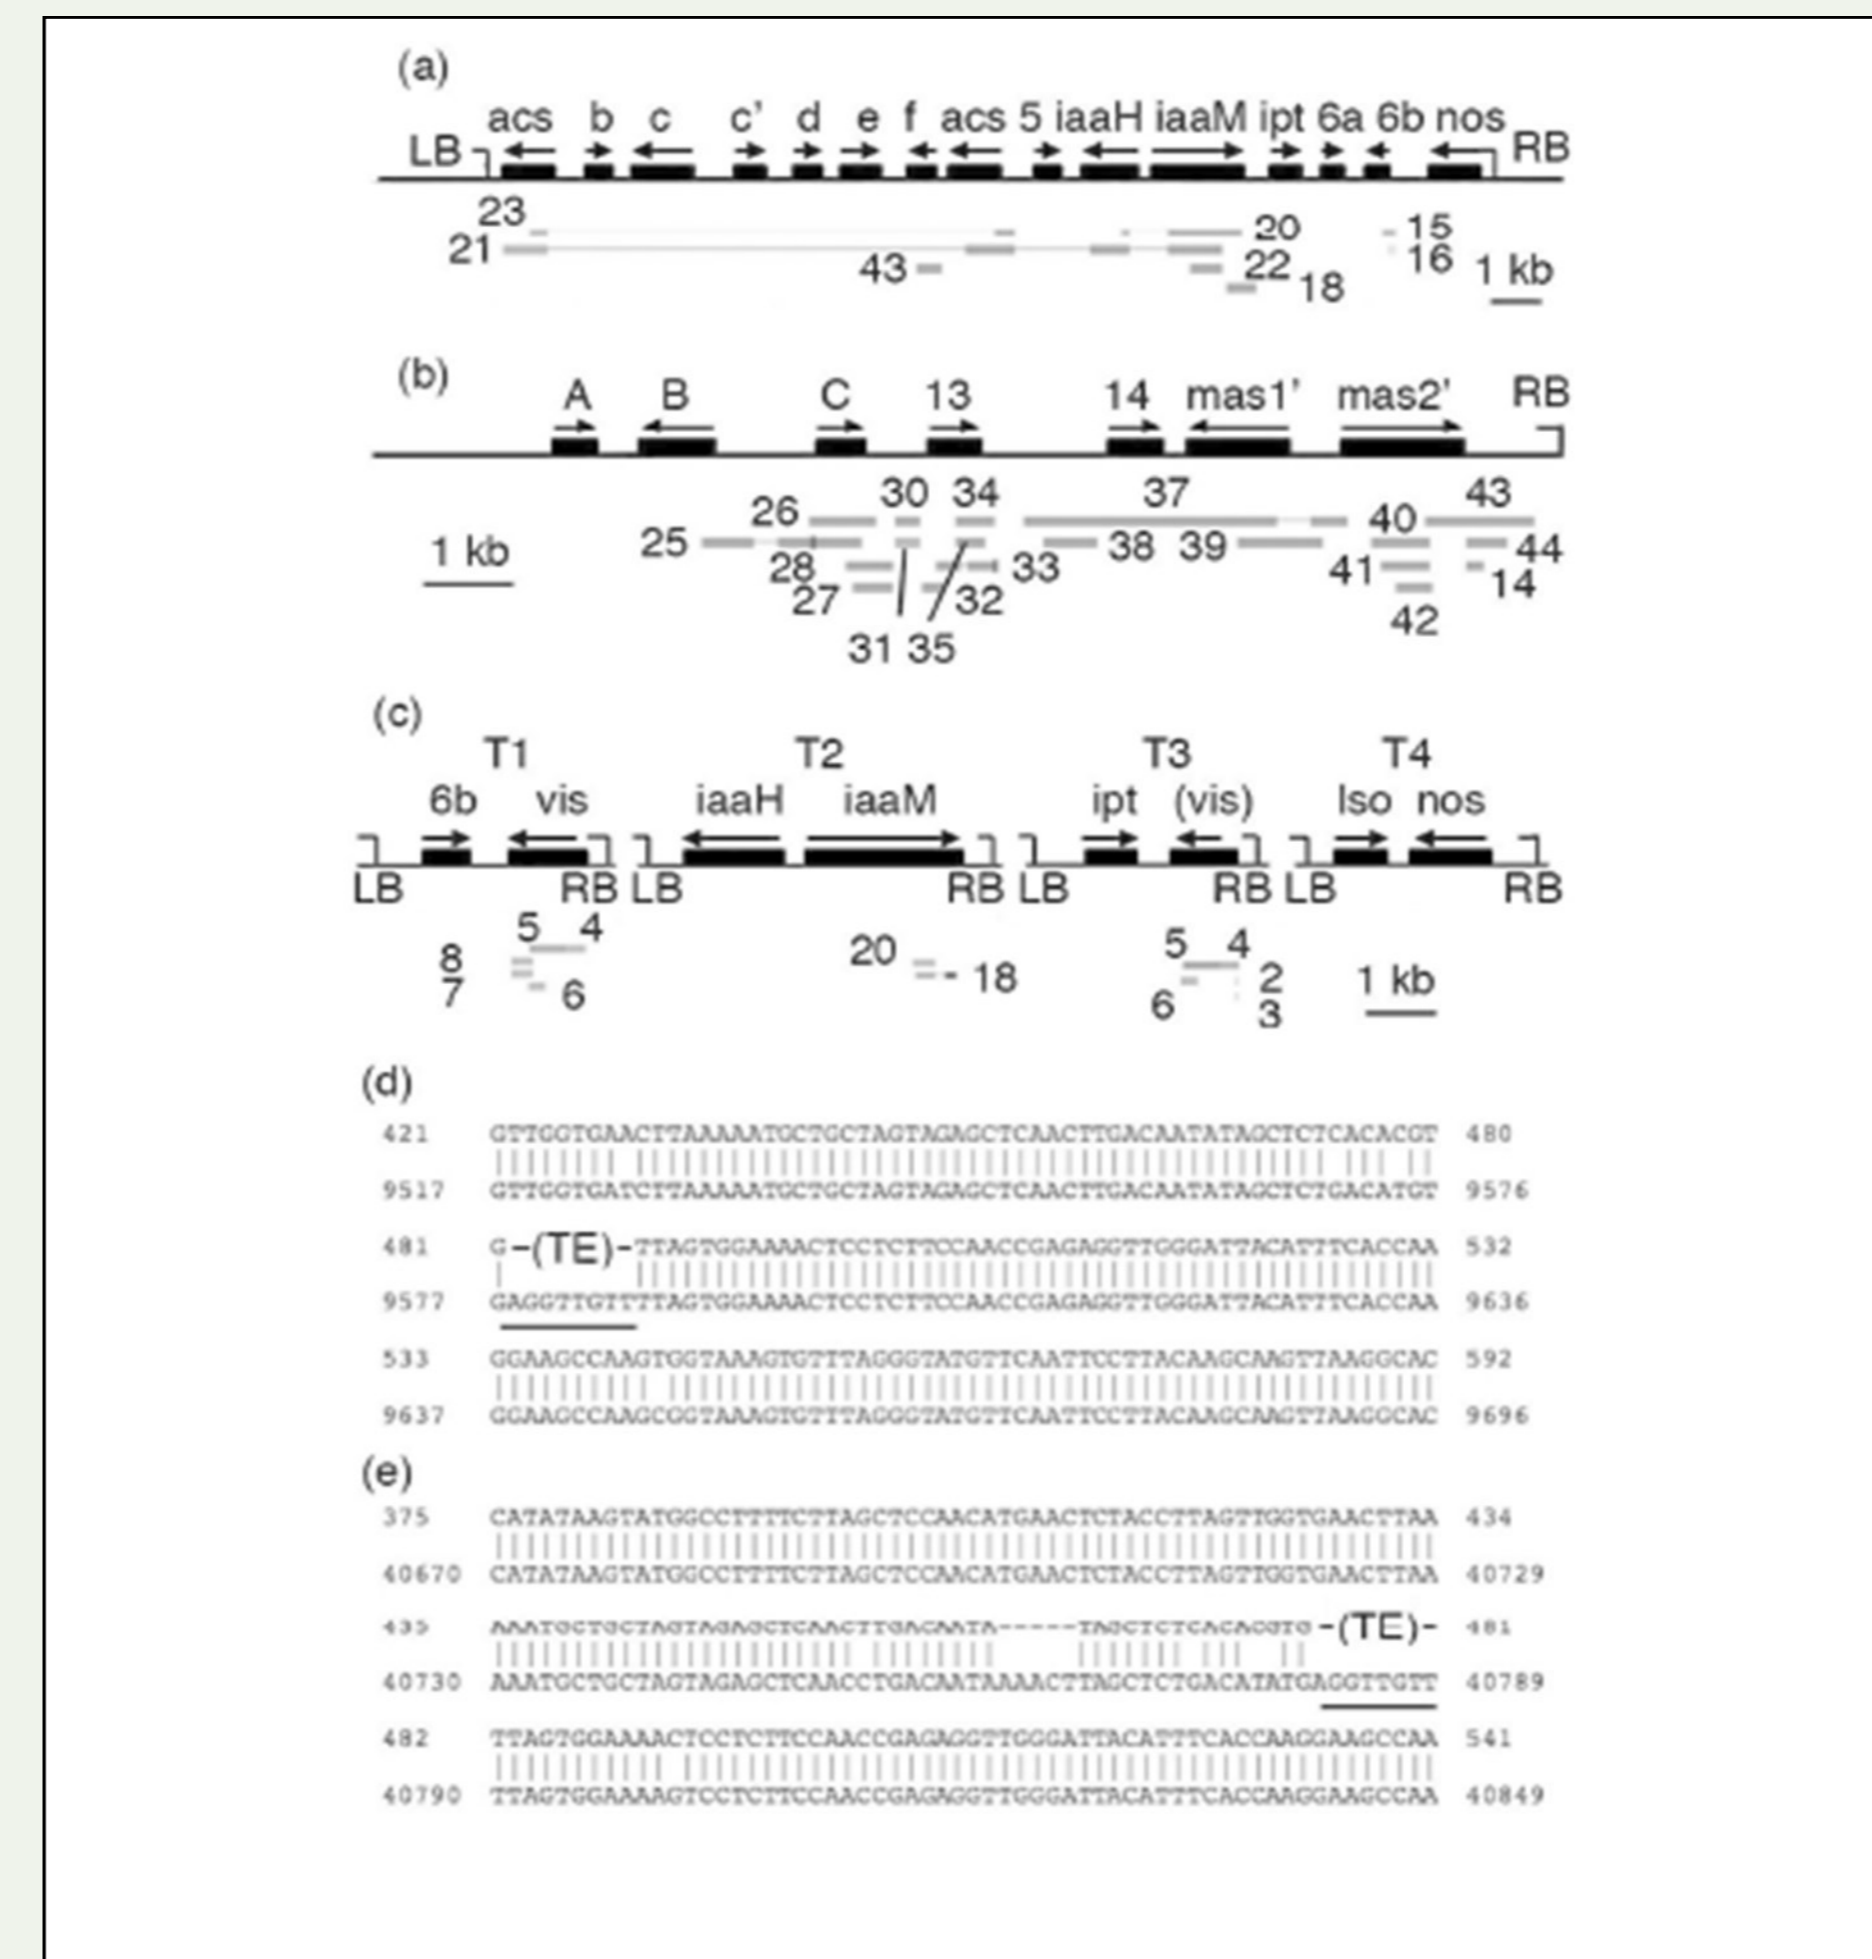 (a)
acs b c c' d e f acs 5 iaaH iaaM ipt 6a 6b nos
LB RB
23 20 15
21 43 22 16 1 kb
18
(b)
A B C 13 14 mas1' mas2' RB
26 30 34 37 40 43
1 kb 25 28 33 38 39 41 44
27 32 14
31 35 42
(c)
T1 T2 T3 T4
6b vis iaaH iaaM ipt (vis) lso nos
LB RB LB RB LB RB LB RB
5 4 5 4
8 20 18 2 1 kb
7 6 6 3
(d)
421 GTTGGTGAACTTAAAAATGCTGCTAGTAGAGCTCAACTTGACAATATAGCTCTCACACGT 480
9517 GTTGGTGATCTTAAAAATGCTGCTAGTAGAGCTCAACTTGACAATATAGCTCTGACATGT 9576
481 G-(TE)-TTAGTGGAAAACTCCTCTTCCAACCGAGAGGTTGGGATTACATTTCACCAA 532
9577 GAGGTTGTTTTAGTGGAAAACTCCTCTTCCAACCGAGAGGTTGGGATTACATTTCACCAA 9636
533 GGAAGCCAAGTGGTAAAGTGTTTAGGGTATGTTCAATTCCTTACAAGCAAGTTAAGGCAC 592
9637 GGAAGCCAAGCGGTAAAGTGTTTAGGGTATGTTCAATTCCTTACAAGCAAGTTAAGGCAC 9696
(e)
375 CATATAAGTATGGCCTTTTCTTAGCTCCAACATGAACTCTACCTTAGTTGGTGAACTTAA 434
40670 CATATAAGTATGGCCTTTTCTTAGCTCCAACATGAACTCTACCTTAGTTGGTGAACTTAA 40729
435 AAATGCTGCTAGTAGAGCTCAACTTGACAATA-----TAGCTCTCACACGTG-(TE)- 481
40730 AAATGCTGCTAGTAGAGCTCAACCTGACAATAAAACTTAGCTCTGACATATGAGGTTGTT 40789
482 TTAGTGGAAAACTCCTCTTCCAACCGAGAGGTTGGGATTACATTTCACCAAGGAAGCCAA 541
40790 TTAGTGGAAAAGTCCTCTTCCAACCGAGAGGTTGGGATTACATTTCACCAAGGAAGCCAA 40849